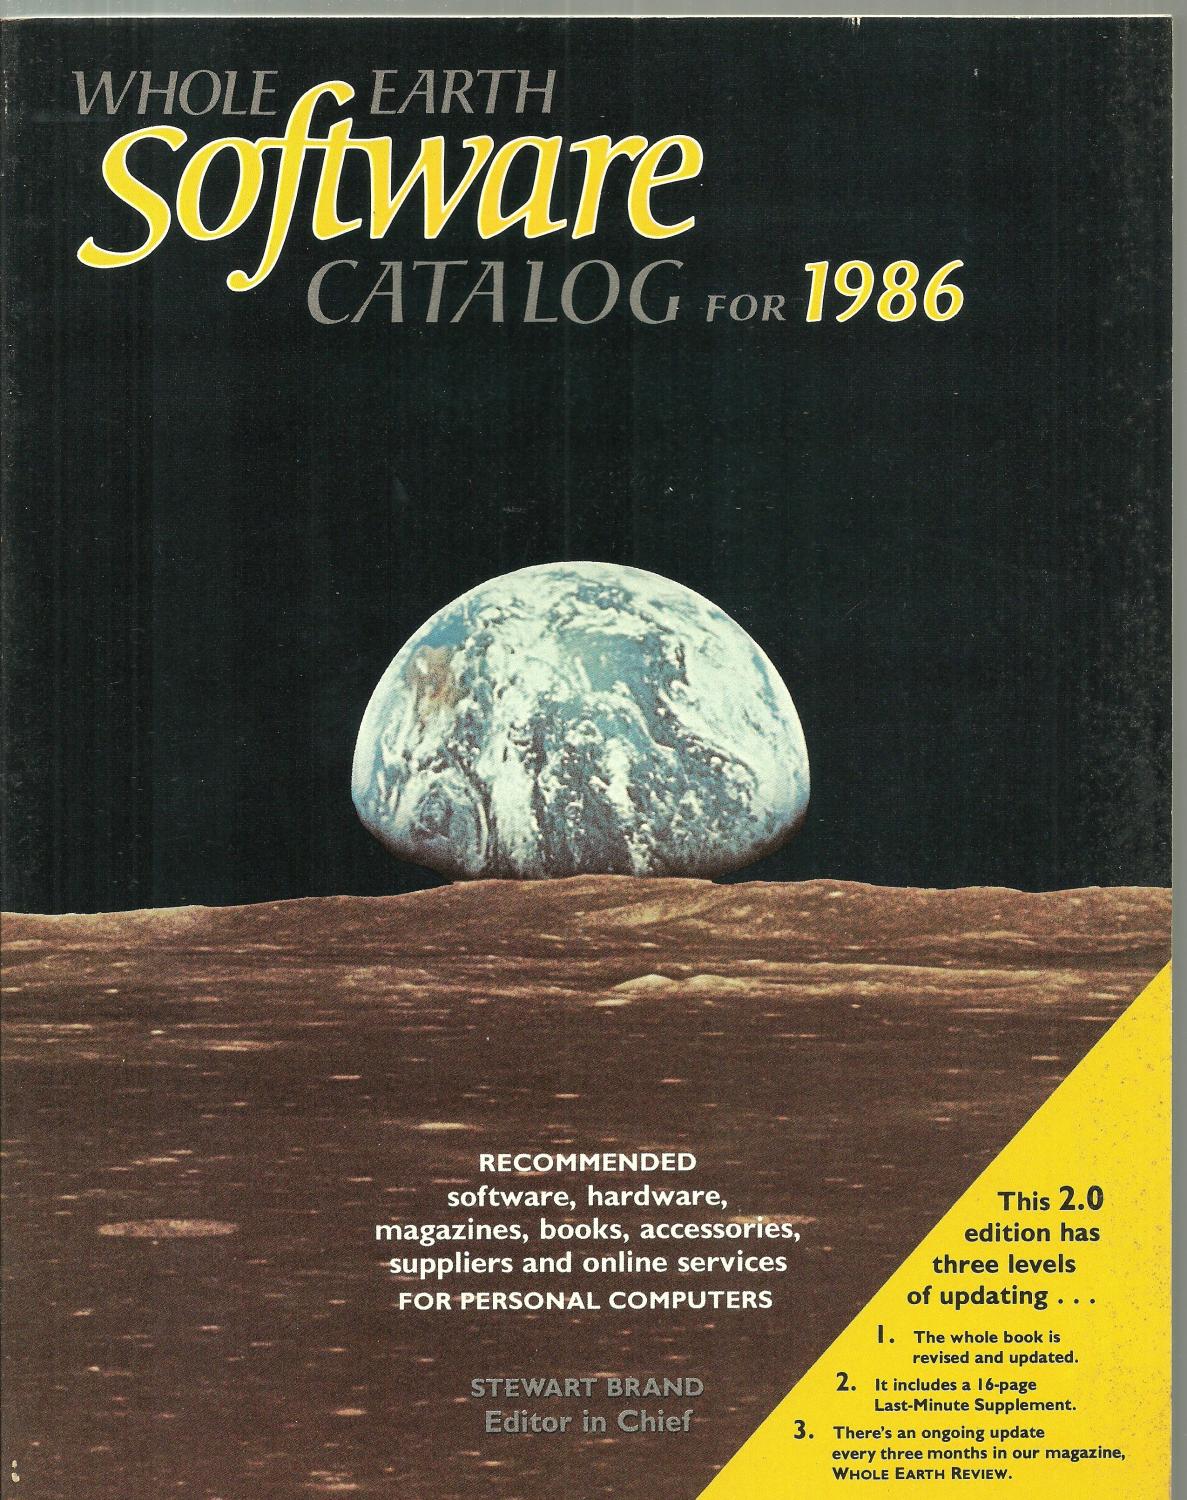 WHOLE EARTH
Software
CATALOG FOR 1986
RECOMMENDED
software, hardware,
magazines, books, accessories,
suppliers and online services
FOR PERSONAL COMPUTERS
STEWART BRAND
Editor in Chief
This 2.0
edition has
three levels
of updating . . .
1. The whole book is
revised and updated.
2. It includes a 16-page
Last-Minute Supplement.
3. There's an ongoing update
every three months in our magazine,
WHOLE EARTH REVIEW.